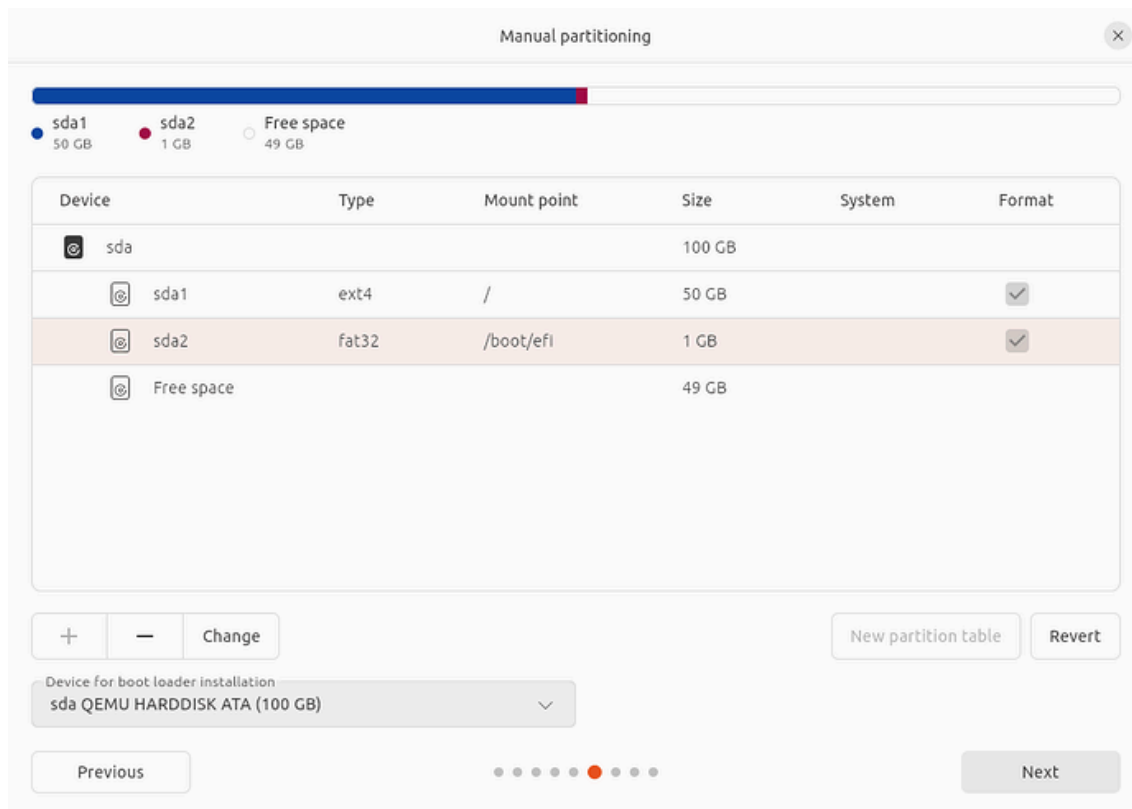 Manual partitioning
sda1
50 GB
sda2
1 GB
Free space
49 GB
Device Type Mount point Size System Format
sda 100 GB
sda1 ext4 / 50 GB
sda2 fat32 /boot/efi 1 GB
Free space 49 GB
+ − Change New partition table Revert
Device for boot loader installation
sda QEMU HARDDISK ATA (100 GB)
Previous Next